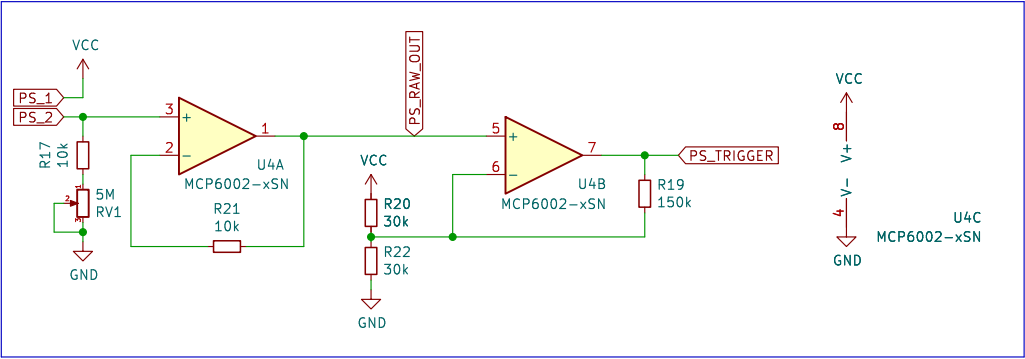 VCC
PS_1
PS_2
R17
10k
1
2
3
5M
RV1
GND
3
+
2
−
1
U4A
MCP6002-xSN
R21
10k
PS_RAW_OUT
VCC
R20
30k
R22
30k
GND
5
+
6
−
7
U4B
MCP6002-xSN
PS_TRIGGER
R19
150k
VCC
8
V+
V-
4
GND
U4C
MCP6002-xSN